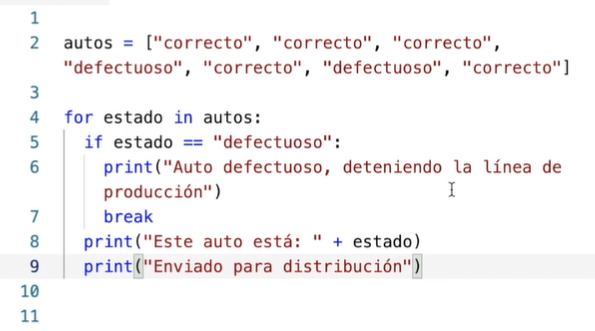 1
2 autos = ["correcto", "correcto", "correcto",
"defectuoso", "correcto", "defectuoso", "correcto"]
3
4 for estado in autos:
5 if estado == "defectuoso":
6 print("Auto defectuoso, deteniendo la línea de
producción")
7 break
8 print("Este auto está: " + estado)
9 print("Enviado para distribución")
10
11